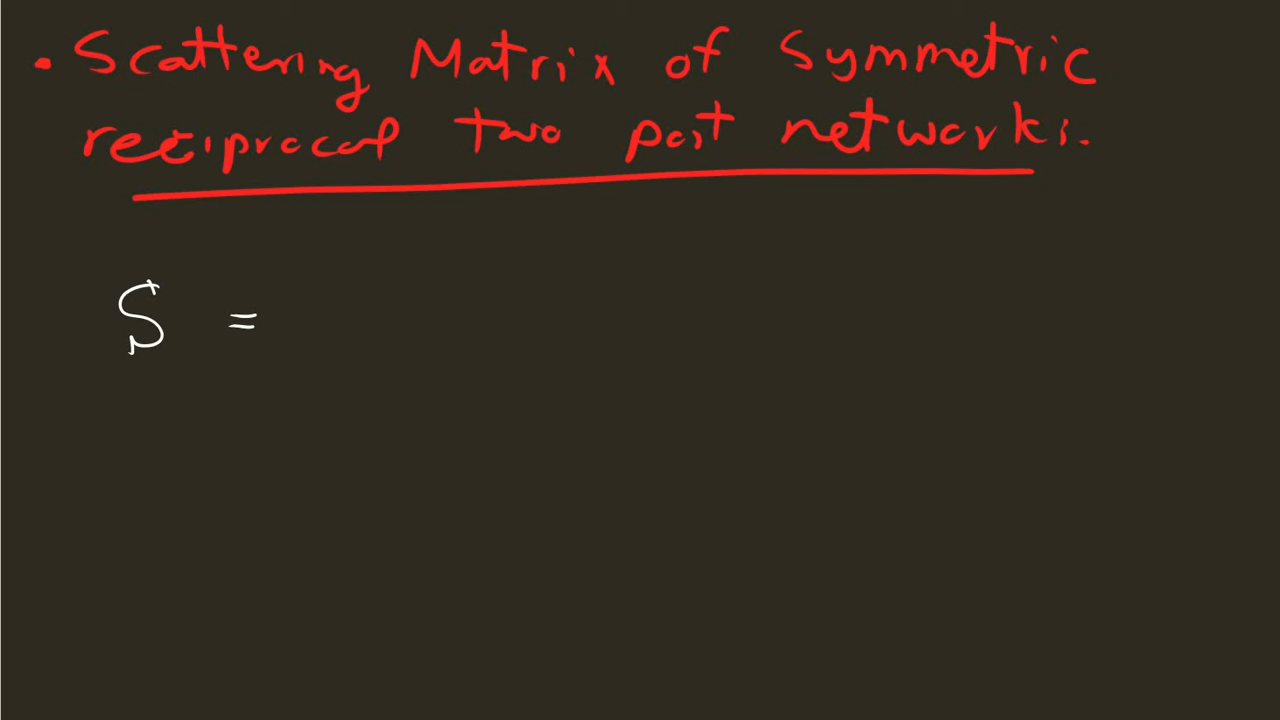 • Scattering Matrix of Symmetric
reciprocal two port networks.
S =